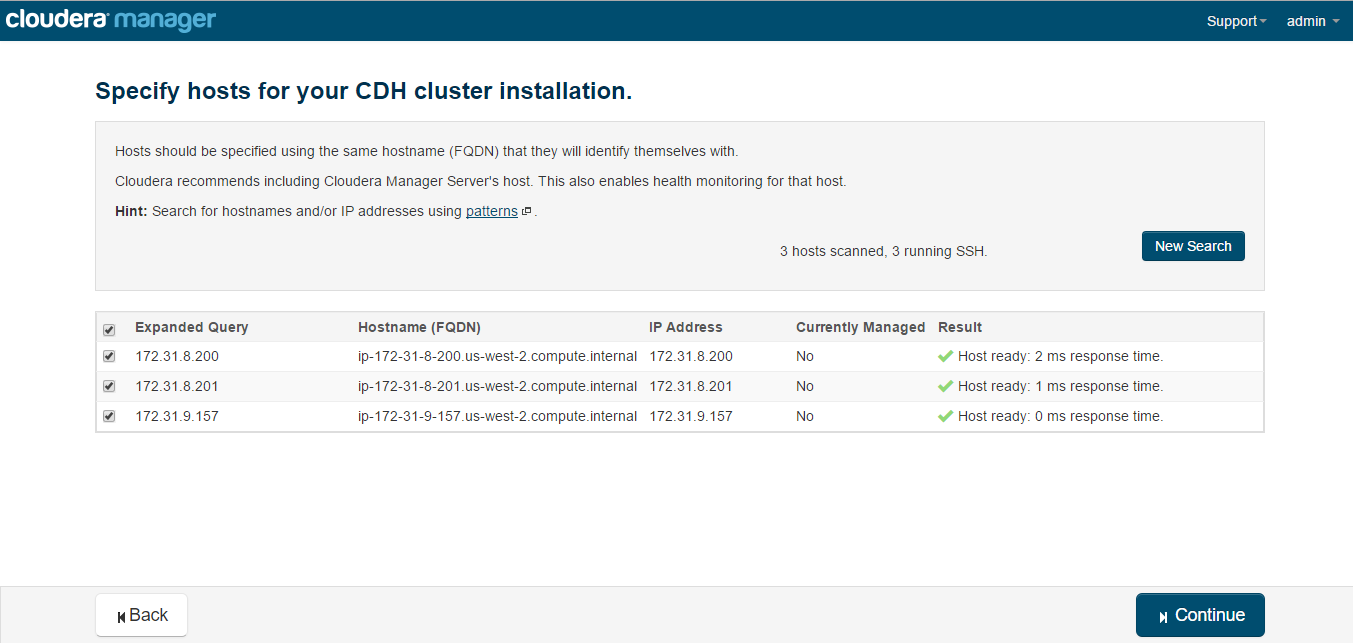 cloudera manager Support admin
Specify hosts for your CDH cluster installation.
Hosts should be specified using the same hostname (FQDN) that they will identify themselves with.
Cloudera recommends including Cloudera Manager Server's host. This also enables health monitoring for that host.
Hint: Search for hostnames and/or IP addresses using patterns .
3 hosts scanned, 3 running SSH. New Search
Expanded Query Hostname (FQDN) IP Address Currently Managed Result
172.31.8.200 ip-172-31-8-200.us-west-2.compute.internal 172.31.8.200 No Host ready: 2 ms response time.
172.31.8.201 ip-172-31-8-201.us-west-2.compute.internal 172.31.8.201 No Host ready: 1 ms response time.
172.31.9.157 ip-172-31-9-157.us-west-2.compute.internal 172.31.9.157 No Host ready: 0 ms response time.
Back Continue